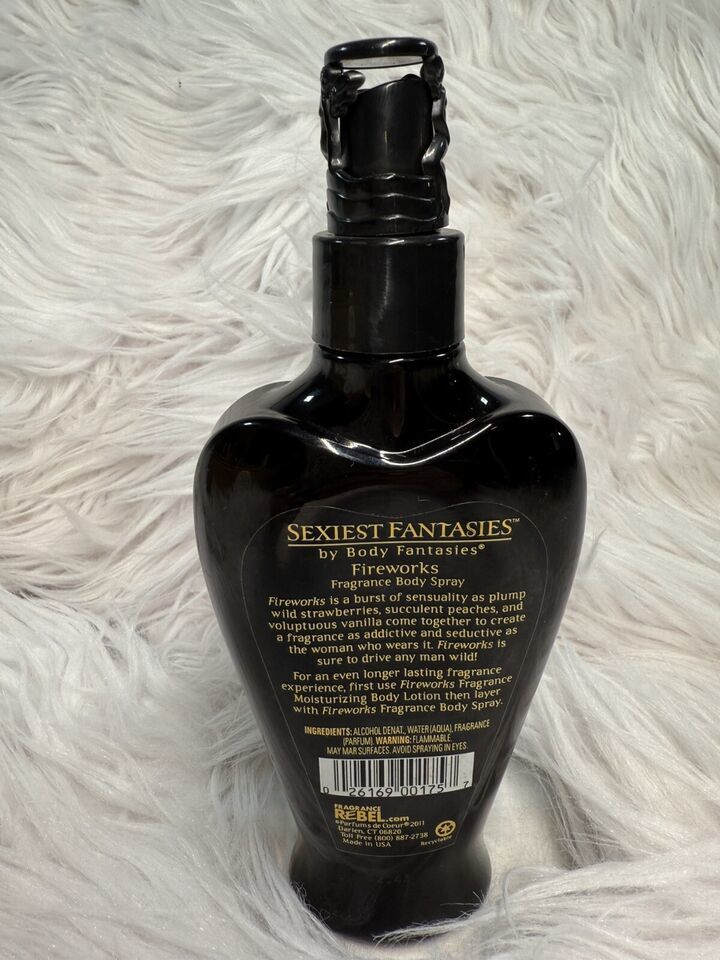 SEXIEST FANTASIES™
by Body Fantasies®
Fireworks
Fragrance Body Spray
Fireworks is a burst of sensuality as plump
wild strawberries, succulent peaches, and
voluptuous vanilla come together to create
a fragrance as addictive and seductive as
the woman who wears it. Fireworks is
sure to drive any man wild!
For an even longer lasting fragrance
experience, first use Fireworks Fragrance
Moisturizing Body Lotion then layer
with Fireworks Fragrance Body Spray.
INGREDIENTS: ALCOHOL DENAT., WATER (AQUA), FRAGRANCE
(PARFUM). WARNING: FLAMMABLE.
MAY MAR SURFACES. AVOID SPRAYING IN EYES.
0 26169 00175 7
FRAGRANCE
REBEL.com
©Parfums de Coeur® 2011
Darien, CT 06820
Toll Free (800) 887-2738
Made in USA
Recyclable